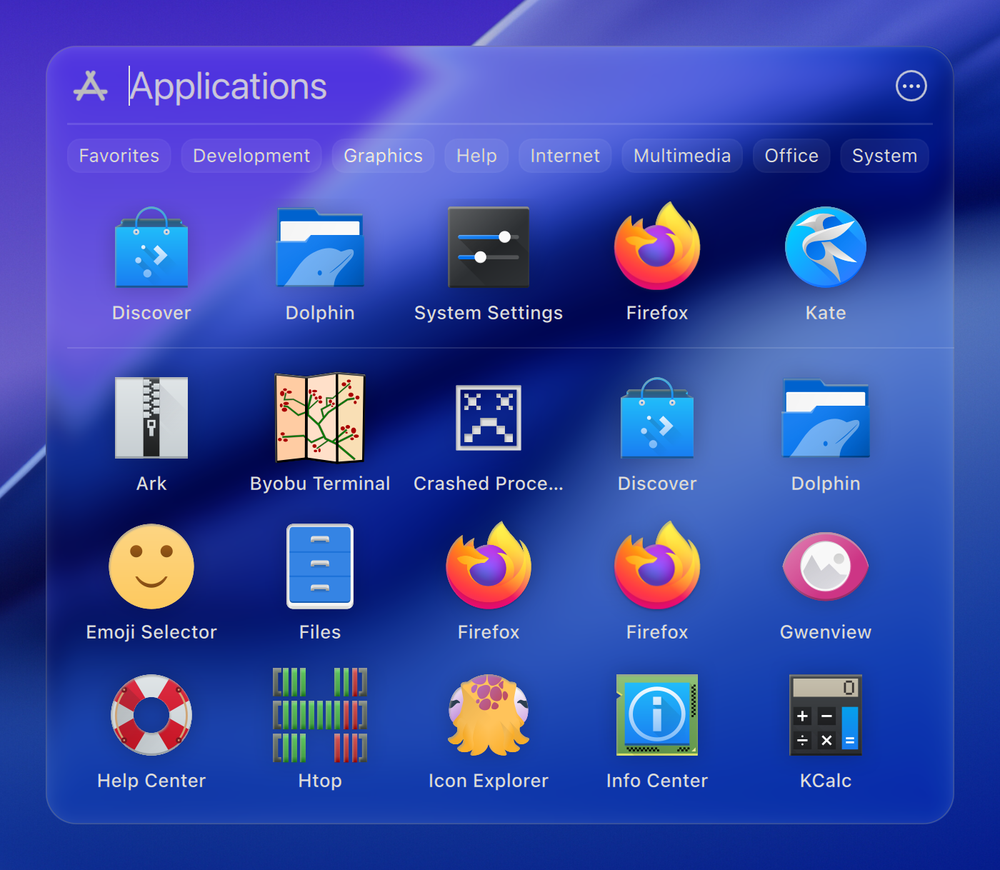 Applications
Favorites Development Graphics Help Internet Multimedia Office System
Discover Dolphin System Settings Firefox Kate
Ark Byobu Terminal Crashed Proce... Discover Dolphin
Emoji Selector Files Firefox Firefox Gwenview
0
+ −
÷ × =
Help Center Htop Icon Explorer Info Center KCalc